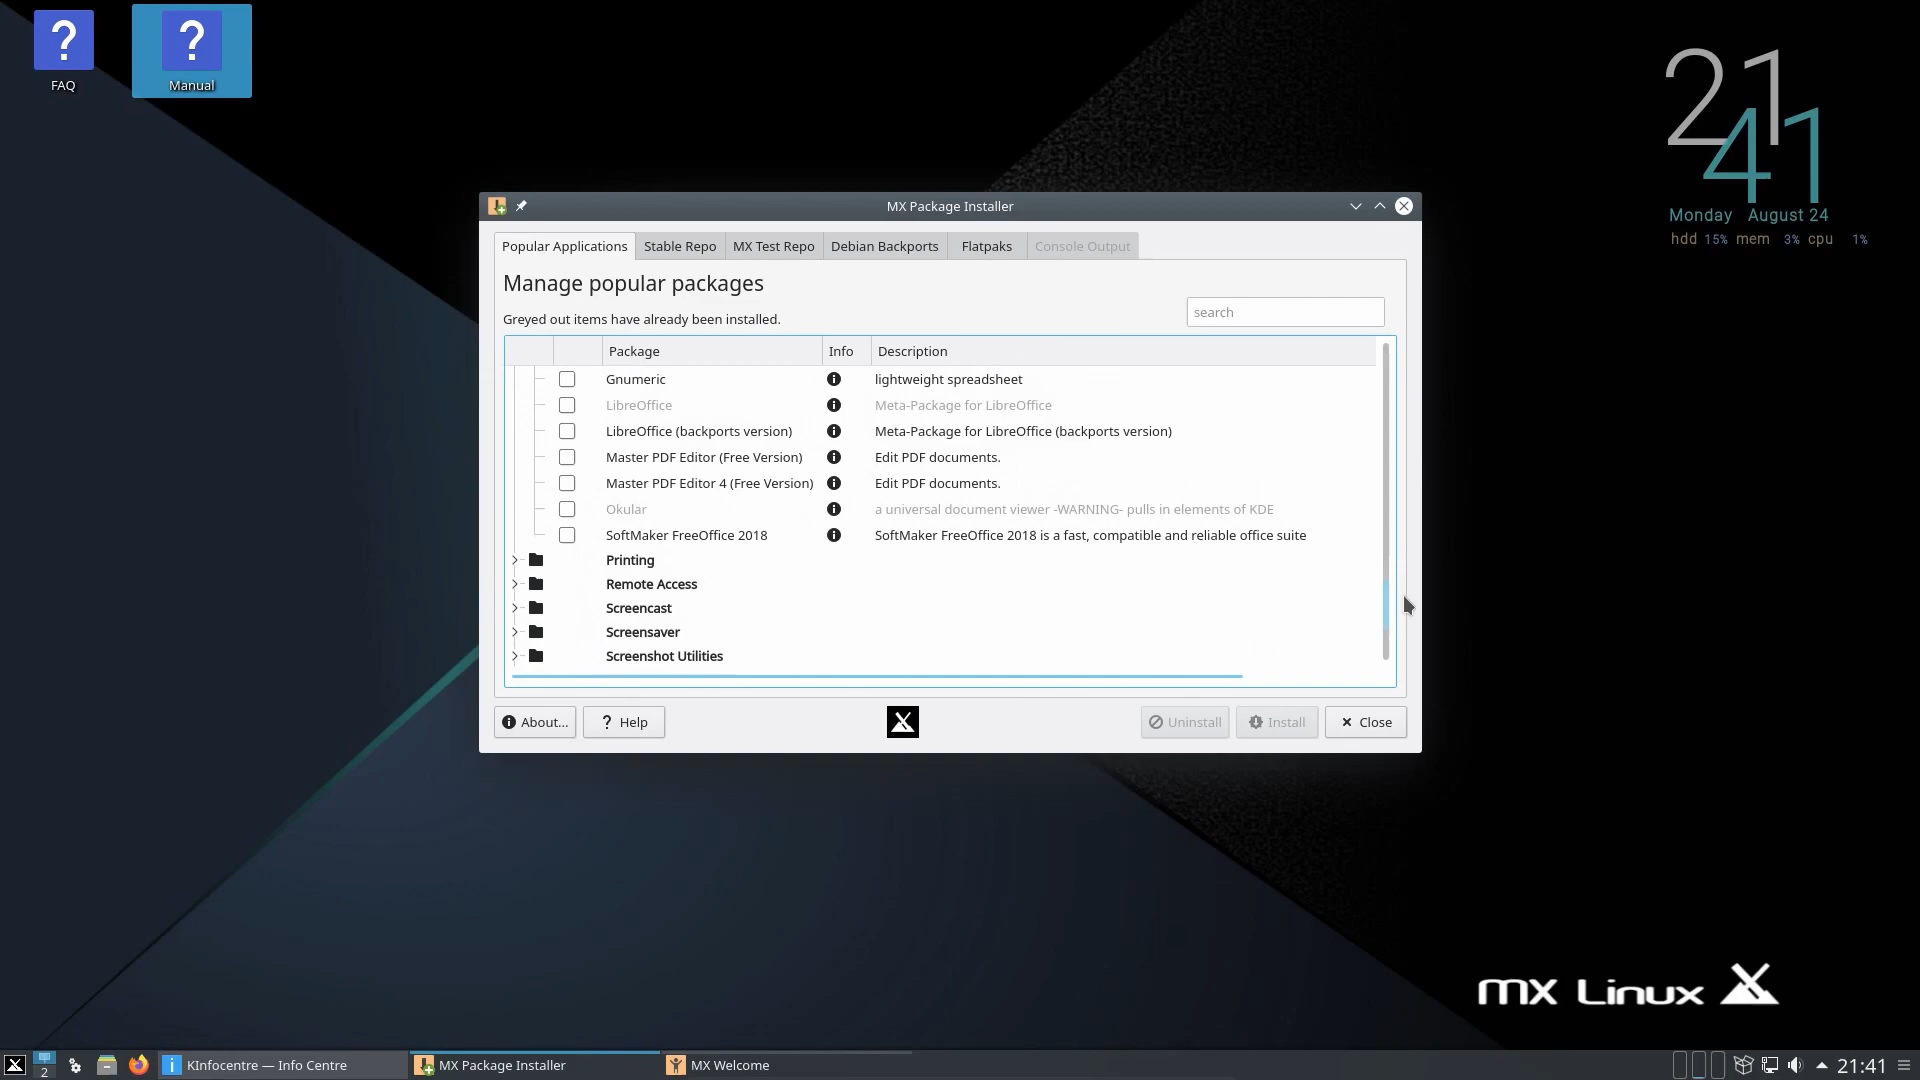 FAQ
Manual
21
41
Monday August 24
hdd 15% mem 3% cpu 1%
MX Package Installer
Popular Applications Stable Repo MX Test Repo Debian Backports Flatpaks Console Output
Manage popular packages
search
Greyed out items have already been installed.
Package Info Description
Gnumeric lightweight spreadsheet
LibreOffice Meta-Package for LibreOffice
LibreOffice (backports version) Meta-Package for LibreOffice (backports version)
Master PDF Editor (Free Version) Edit PDF documents.
Master PDF Editor 4 (Free Version) Edit PDF documents.
Okular a universal document viewer -WARNING- pulls in elements of KDE
SoftMaker FreeOffice 2018 SoftMaker FreeOffice 2018 is a fast, compatible and reliable office suite
Printing
Remote Access
Screencast
Screensaver
Screenshot Utilities
About... ? Help Uninstall Install Close
MX Linux
2 KInfocentre — Info Centre MX Package Installer MX Welcome 21:41